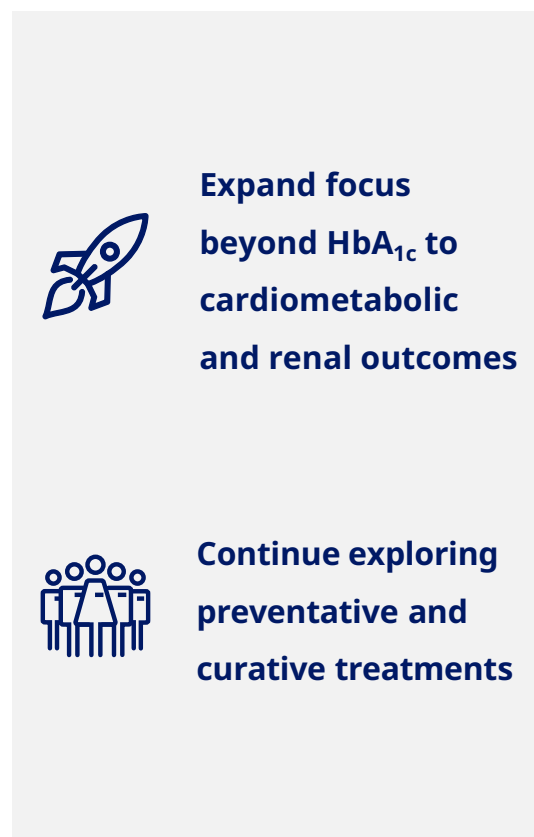 Expand focus
beyond HbA₁c to
cardiometabolic
and renal outcomes
Continue exploring
preventative and
curative treatments